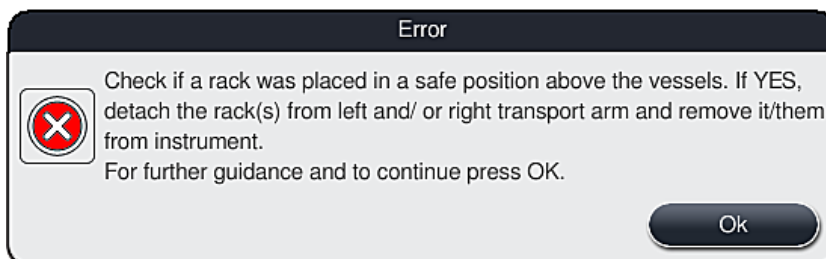 Error
Check if a rack was placed in a safe position above the vessels. If YES,
detach the rack(s) from left and/ or right transport arm and remove it/them
from instrument.
For further guidance and to continue press OK.
Ok